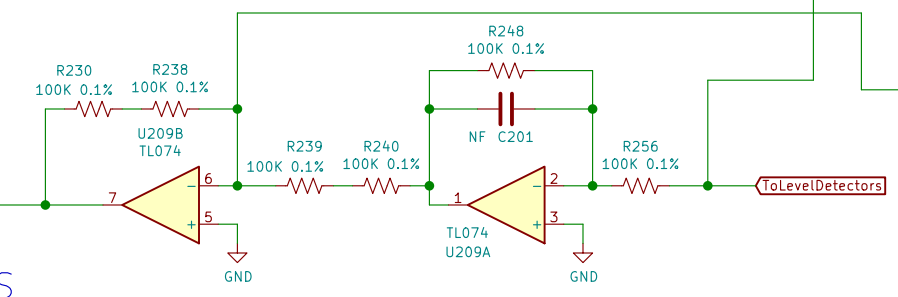 R248
100K 0.1%
R230
100K 0.1%
R238
100K 0.1%
NF C201
U209B
TL074
R239
100K 0.1%
R240
100K 0.1%
R256
100K 0.1%
7
6
5
1
2
3
ToLevelDetectors
TL074
U209A
GND
GND
S